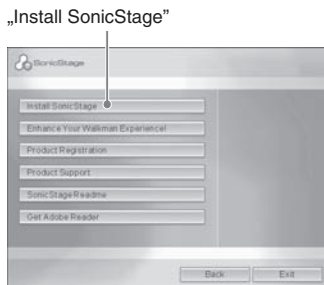 „Install SonicStage”
SonicStage
Install SonicStage
Enhance Your Walkman Experience!
Product Registration
Product Support
SonicStage Readme
Get Adobe Reader
Back
Exit